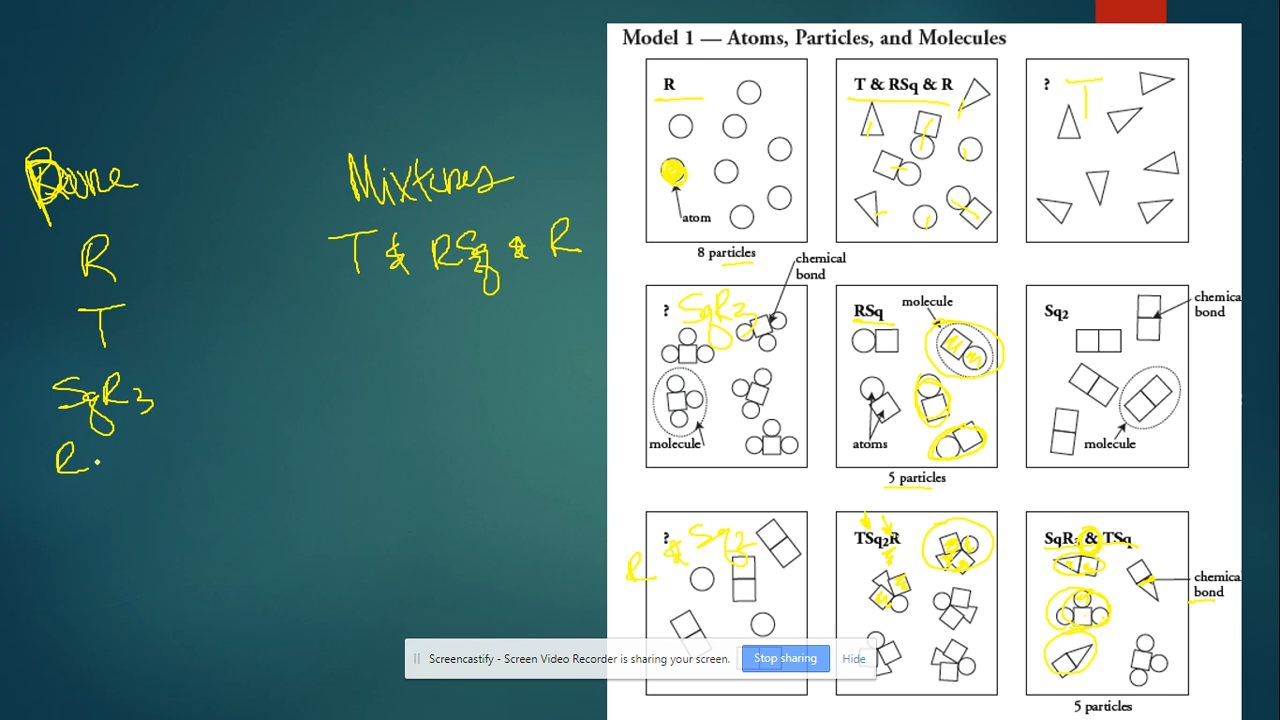 Pure
R
T
SqR3
R
Mixtures
T & RSq & R
Model 1 — Atoms, Particles, and Molecules
R
atom
8 particles
T & RSq & R
?
T
?
SqR3
chemical
bond
molecule
RSq
molecule
atoms
5 particles
Sq2
chemica
bond
molecule
?
R & Sq2
TSq2R
SqR3 & TSq
chemical
bond
5 particles
Screencastify - Screen Video Recorder is sharing your screen.
Stop sharing
Hide